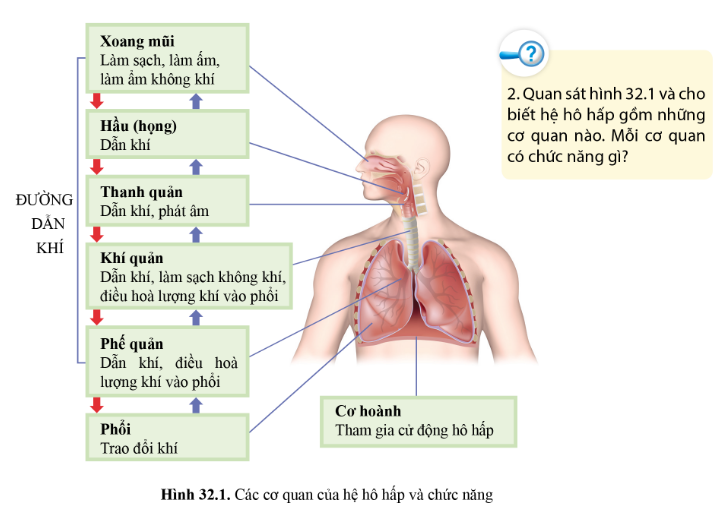 Xoang mũi
Làm sạch, làm ấm,
làm ẩm không khí
Hầu (họng)
Dẫn khí
Thanh quản
Dẫn khí, phát âm
ĐƯỜNG
DẪN
KHÍ
Khí quản
Dẫn khí, làm sạch không khí,
điều hoà lượng khí vào phổi
Phế quản
Dẫn khí, điều hoà
lượng khí vào phổi
Phổi
Trao đổi khí
Cơ hoành
Tham gia cử động hô hấp
?
2. Quan sát hình 32.1 và cho
biết hệ hô hấp gồm những
cơ quan nào. Mỗi cơ quan
có chức năng gì?
Hình 32.1. Các cơ quan của hệ hô hấp và chức năng